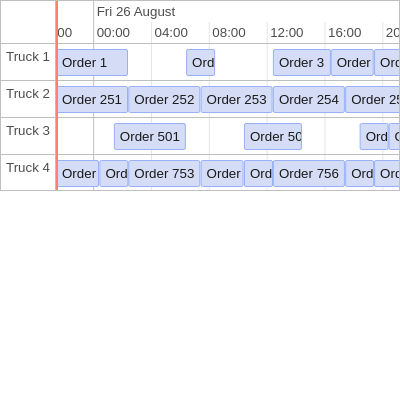 Fri 26 August
00 00:00 04:00 08:00 12:00 16:00 20
Truck 1 Order 1 Ord Order 3 Order Ord
Truck 2 Order 251 Order 252 Order 253 Order 254 Order 25
Truck 3 Order 501 Order 50 Ord
Truck 4 Order Ord Order 753 Order Ord Order 756 Ord Ord